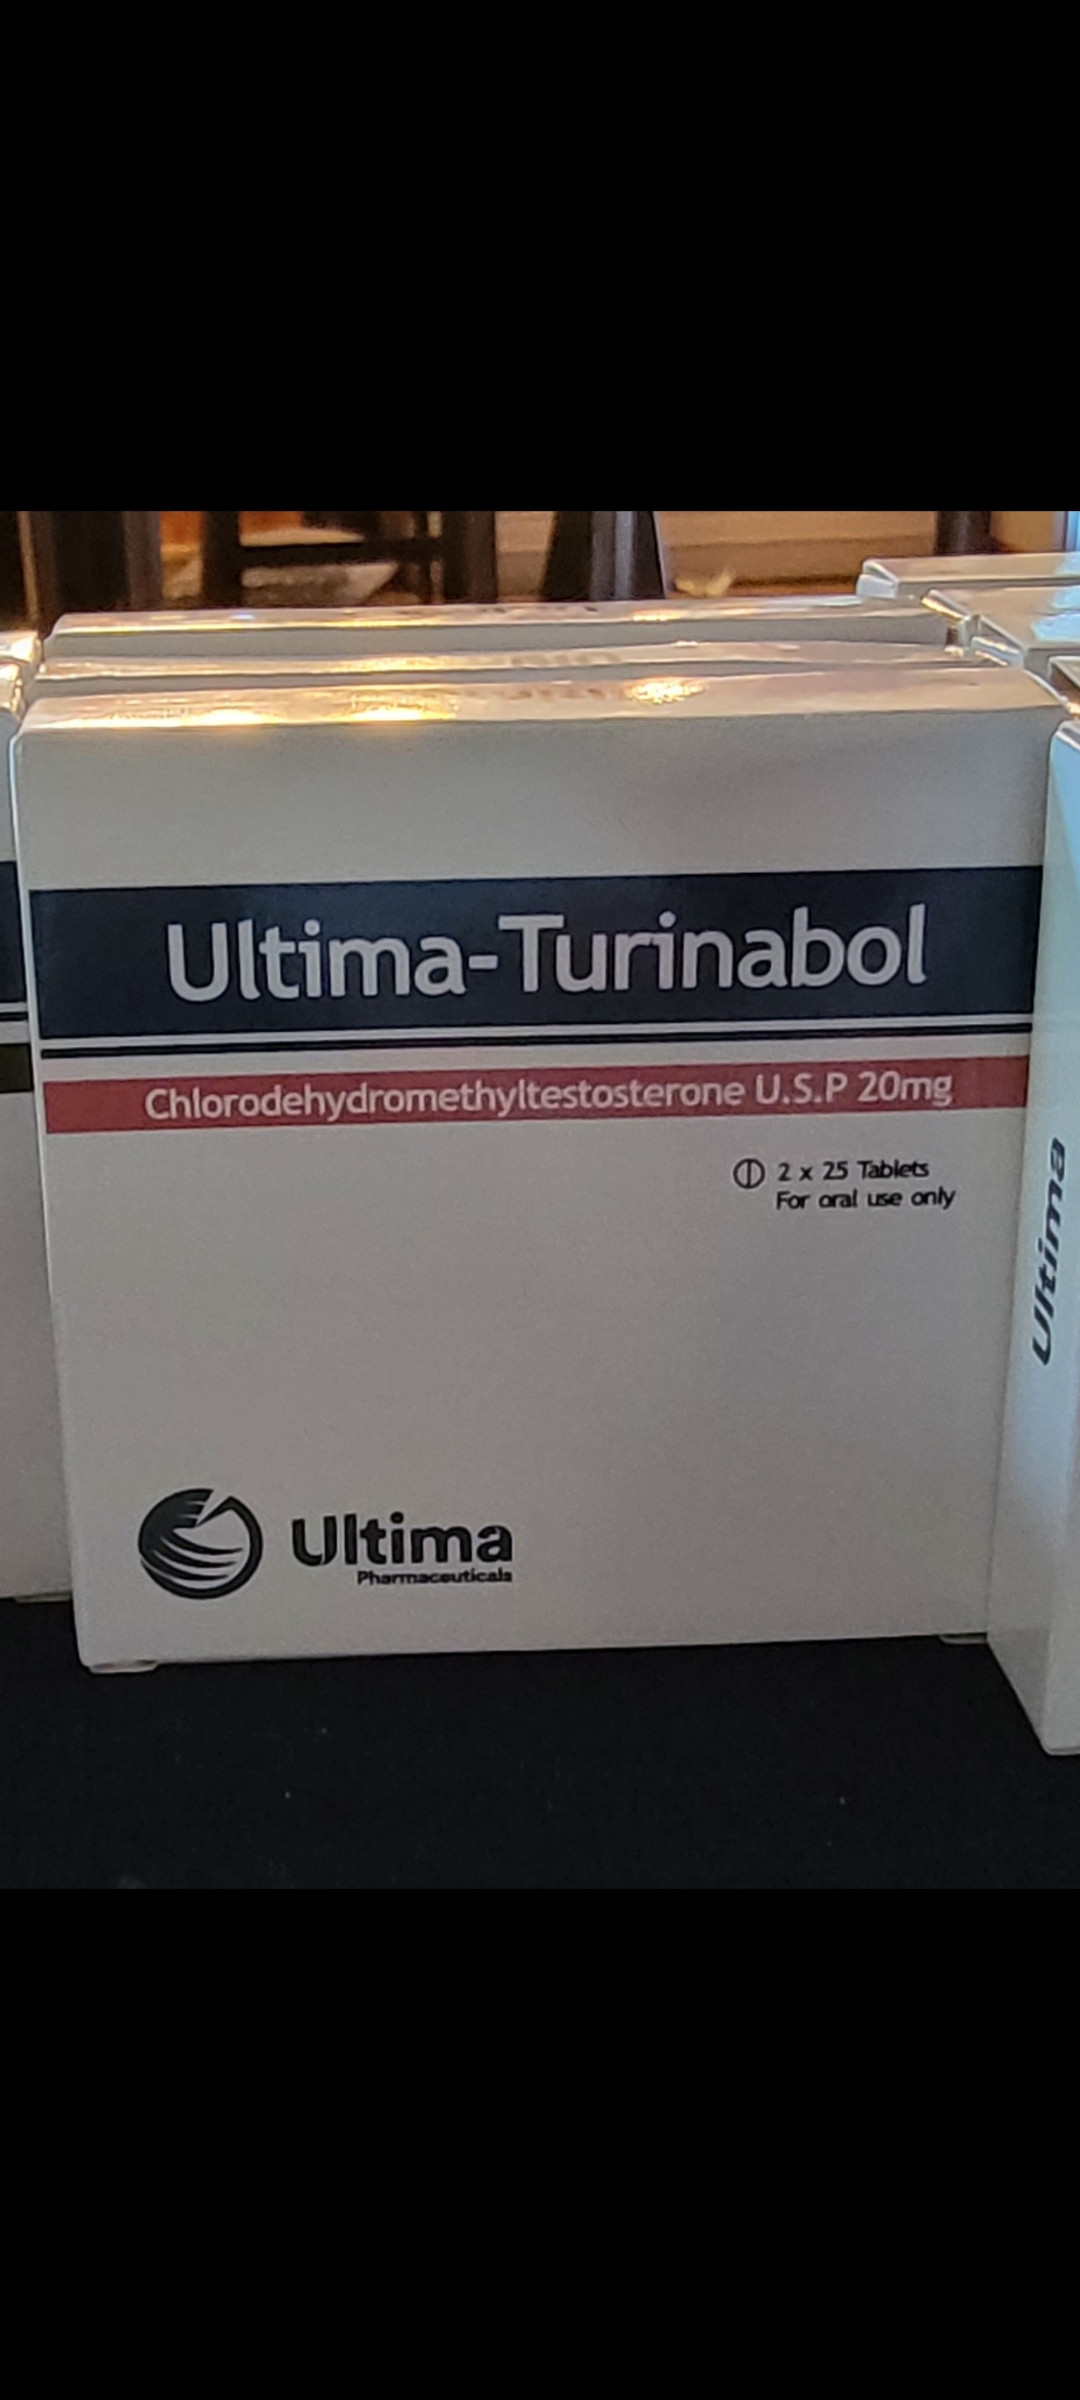 Ultima-Turinabol
Chlorodehydromethyltestosterone U.S.P 20mg
2 x 25 Tablets
For oral use only
Ultima
Ultima
Pharmaceuticals